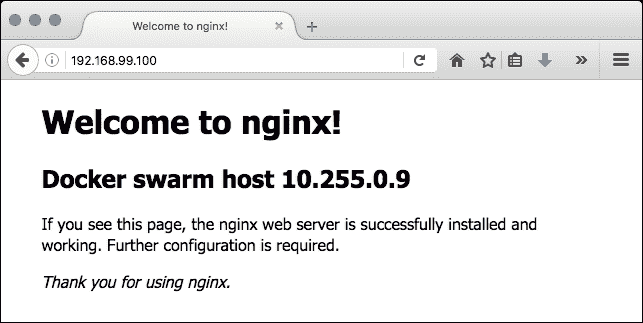 Welcome to nginx!
192.168.99.100
Welcome to nginx!
Docker swarm host 10.255.0.9
If you see this page, the nginx web server is successfully installed and
working. Further configuration is required.
Thank you for using nginx.